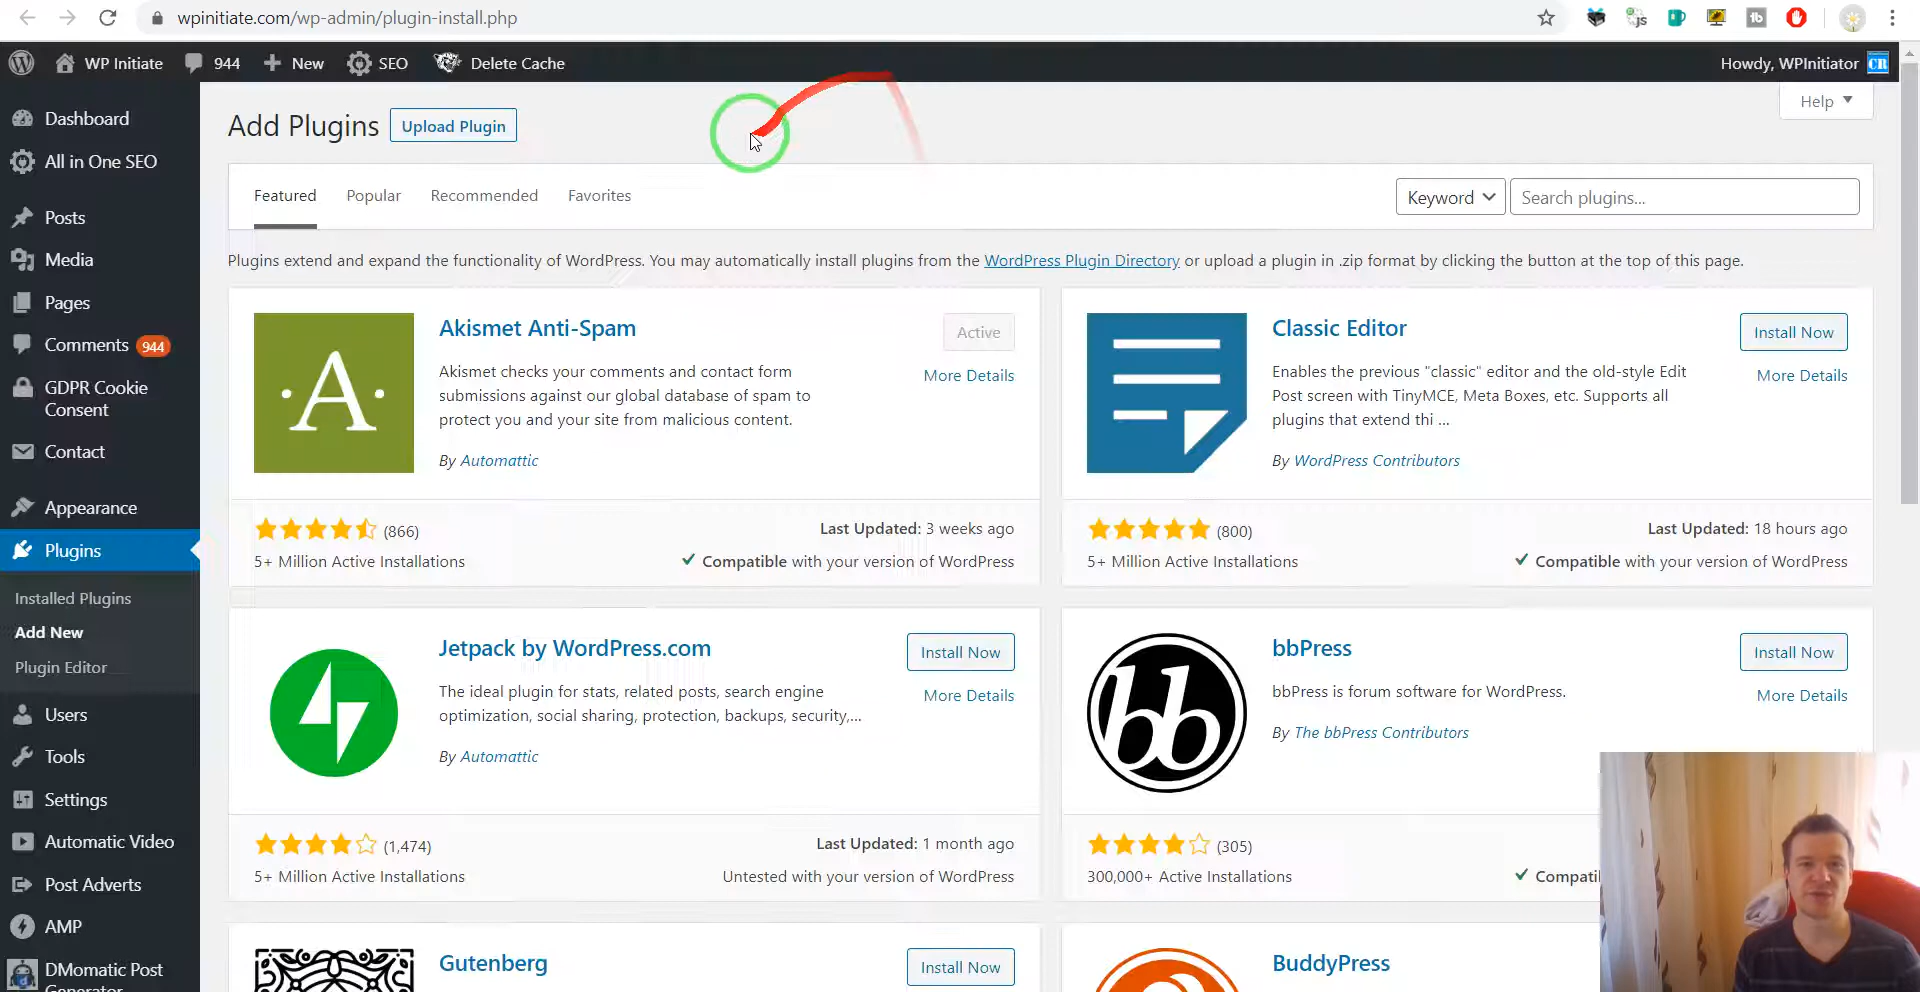 wpinitiate.com/wp-admin/plugin-install.php
js
tb
WP Initiate
944
New
SEO
Delete Cache
Howdy, WPInitiator
CR
Dashboard
All in One SEO
Posts
Media
Pages
Comments 944
GDPR Cookie
Consent
Contact
Appearance
Plugins
Installed Plugins
Add New
Plugin Editor
Users
Tools
Settings
Automatic Video
Post Adverts
AMP
DMomatic Post
Generator
Add Plugins
Upload Plugin
Help
Featured
Popular
Recommended
Favorites
Keyword
Search plugins...
Plugins extend and expand the functionality of WordPress. You may automatically install plugins from the WordPress Plugin Directory or upload a plugin in .zip format by clicking the button at the top of this page.
·A·
Akismet Anti-Spam
Active
More Details
Akismet checks your comments and contact form
submissions against our global database of spam to
protect you and your site from malicious content.
By Automattic
(866)
Last Updated: 3 weeks ago
5+ Million Active Installations
Compatible with your version of WordPress
Classic Editor
Install Now
More Details
Enables the previous "classic" editor and the old-style Edit
Post screen with TinyMCE, Meta Boxes, etc. Supports all
plugins that extend thi ...
By WordPress Contributors
(800)
Last Updated: 18 hours ago
5+ Million Active Installations
Compatible with your version of WordPress
Jetpack by WordPress.com
Install Now
More Details
The ideal plugin for stats, related posts, search engine
optimization, social sharing, protection, backups, security,...
By Automattic
(1,474)
Last Updated: 1 month ago
5+ Million Active Installations
Untested with your version of WordPress
bb
bbPress
Install Now
More Details
bbPress is forum software for WordPress.
By The bbPress Contributors
(305)
300,000+ Active Installations
Gutenberg
Install Now
BuddyPress